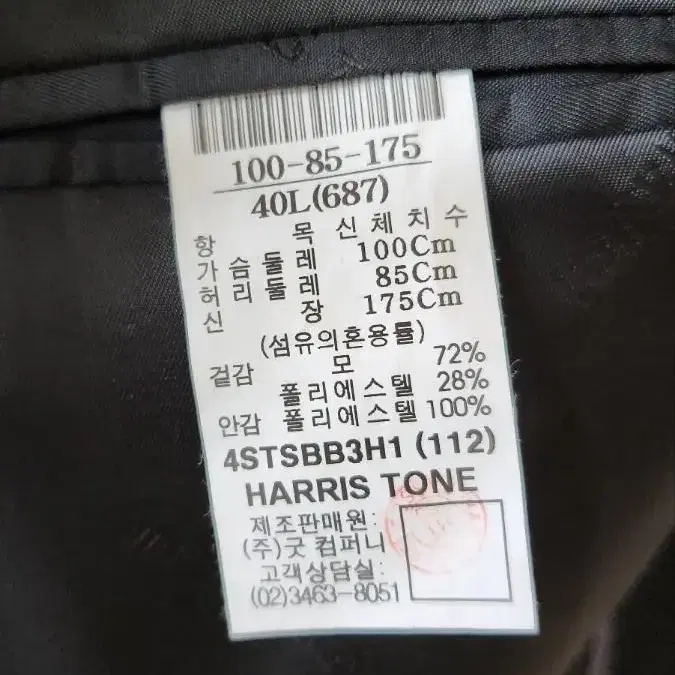 100-85-175
40L(687)
항 목 신체치수
가슴둘레 100Cm
허리둘레 85Cm
신 장 175Cm
(섬유의혼용률)
겉감 모 72%
폴리에스텔 28%
안감 폴리에스텔 100%
4STSBB3H1 (112)
HARRIS TONE
제조판매원:
(주)굿 컴퍼니
고객상담실:
(02)3463-8051